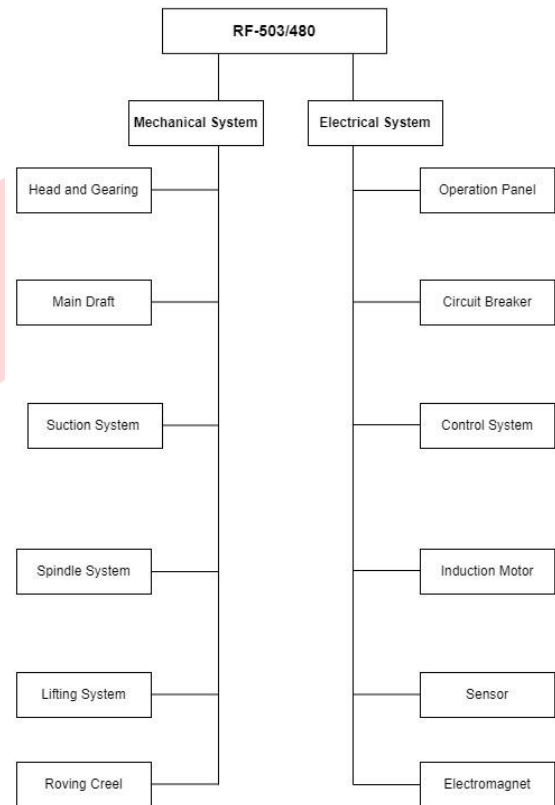 RF-503/480
Mechanical System
Electrical System
Head and Gearing
Operation Panel
Main Draft
Circuit Breaker
Suction System
Control System
Spindle System
Induction Motor
Lifting System
Sensor
Roving Creel
Electromagnet